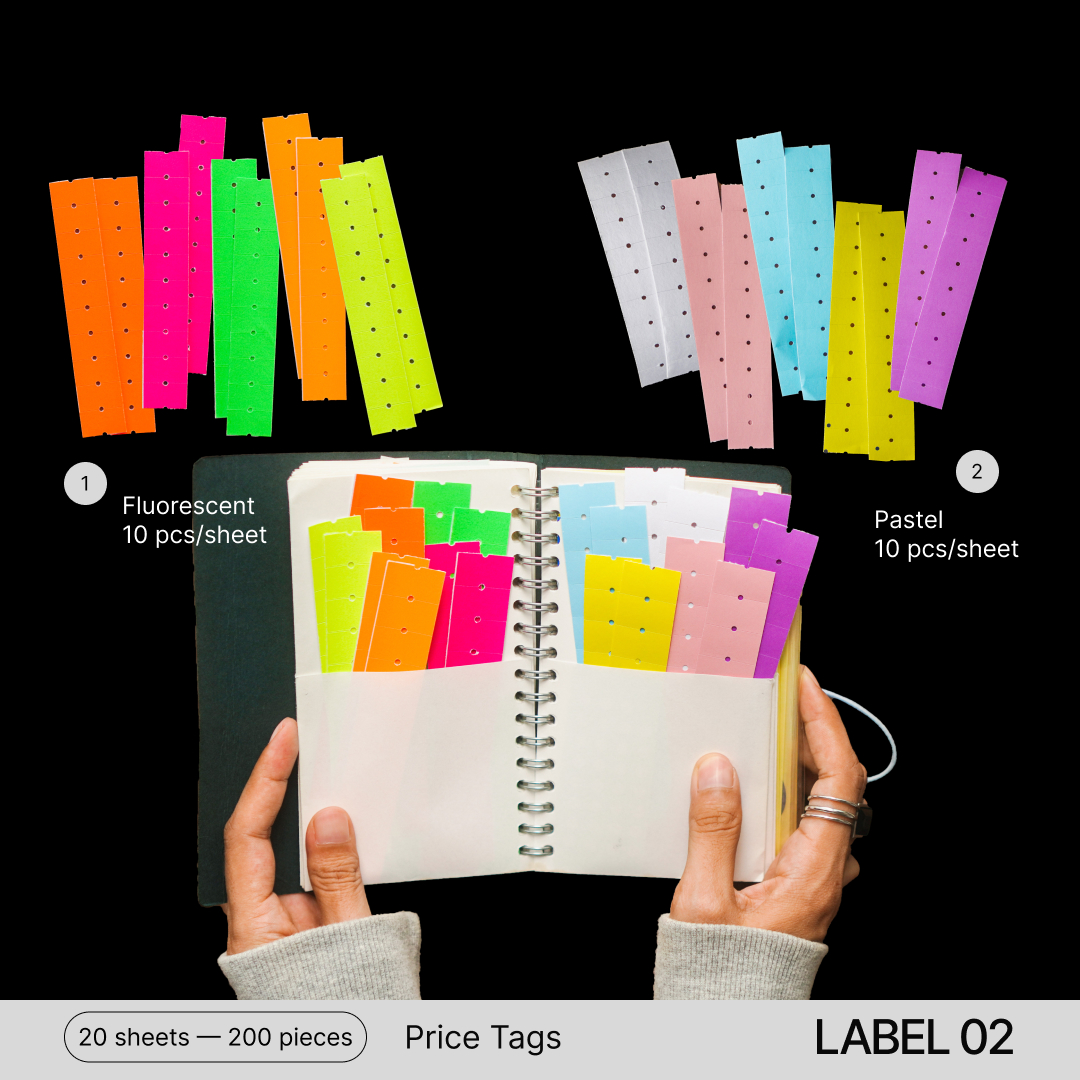 1
Fluorescent
10 pcs/sheet
2
Pastel
10 pcs/sheet
20 sheets — 200 pieces
Price Tags
LABEL 02